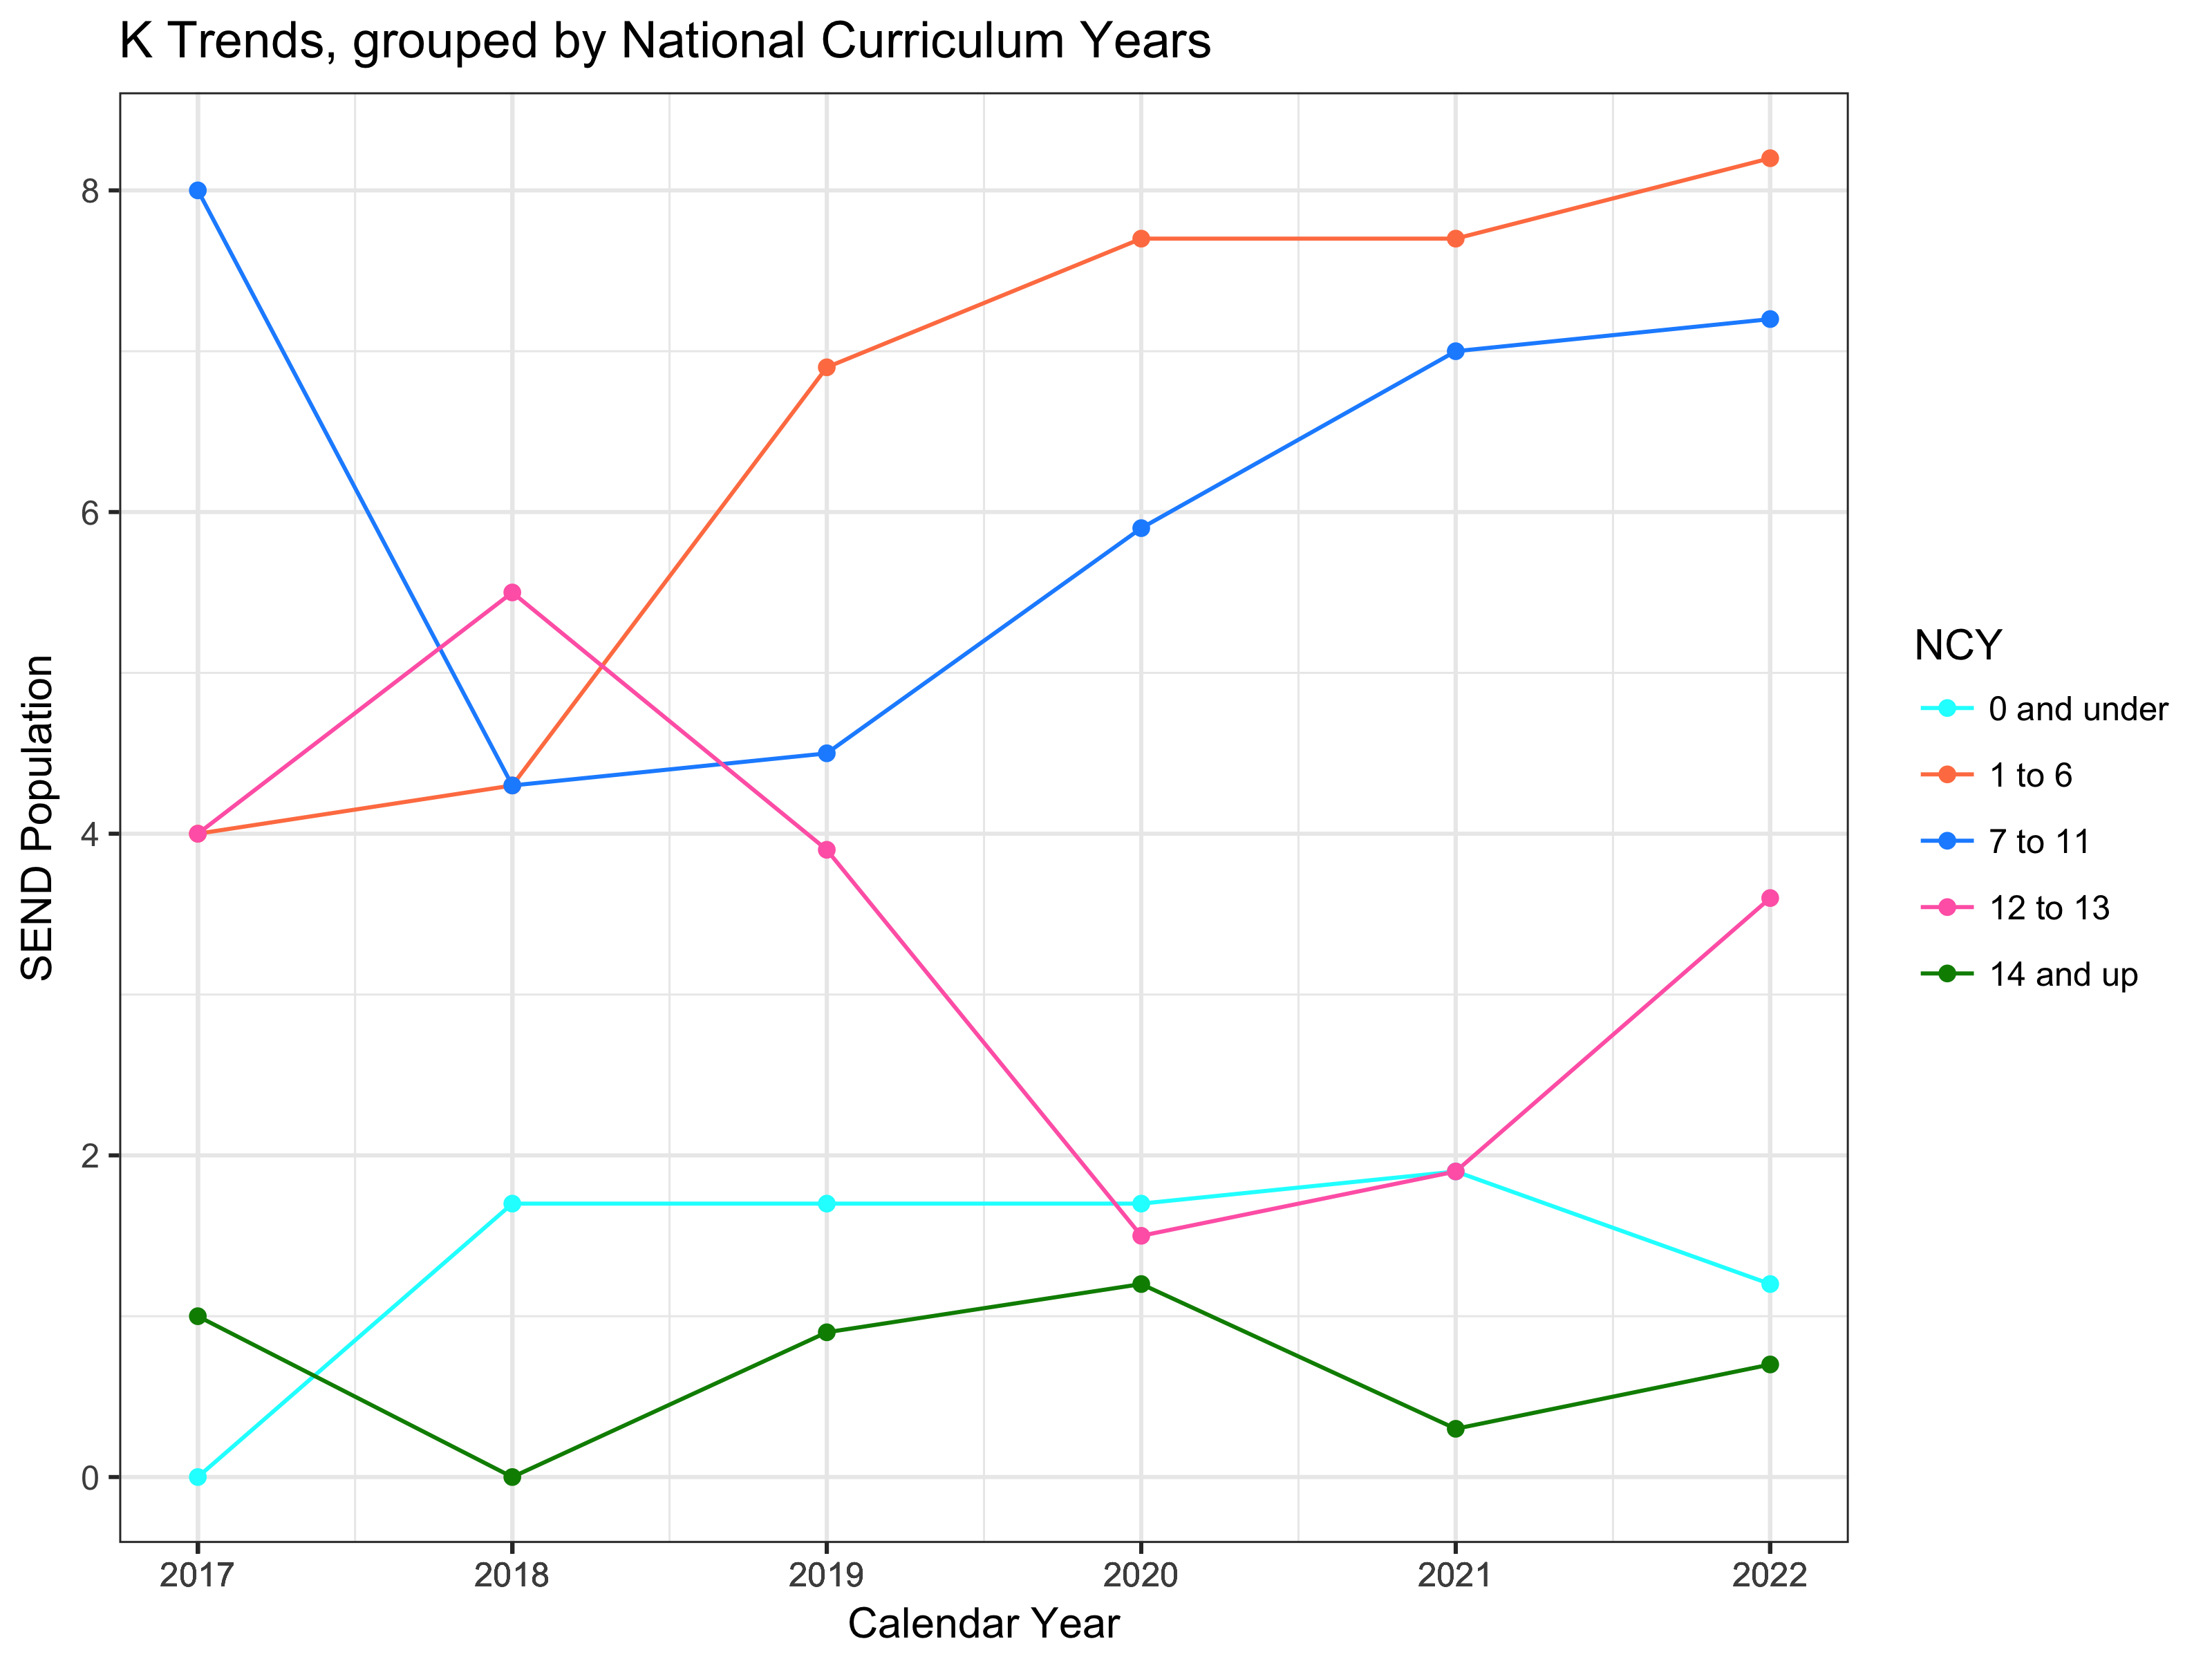 K Trends, grouped by National Curriculum Years
SEND Population
8
6
4
2
0
2017 2018 2019 2020 2021 2022
Calendar Year
NCY
0 and under
1 to 6
7 to 11
12 to 13
14 and up